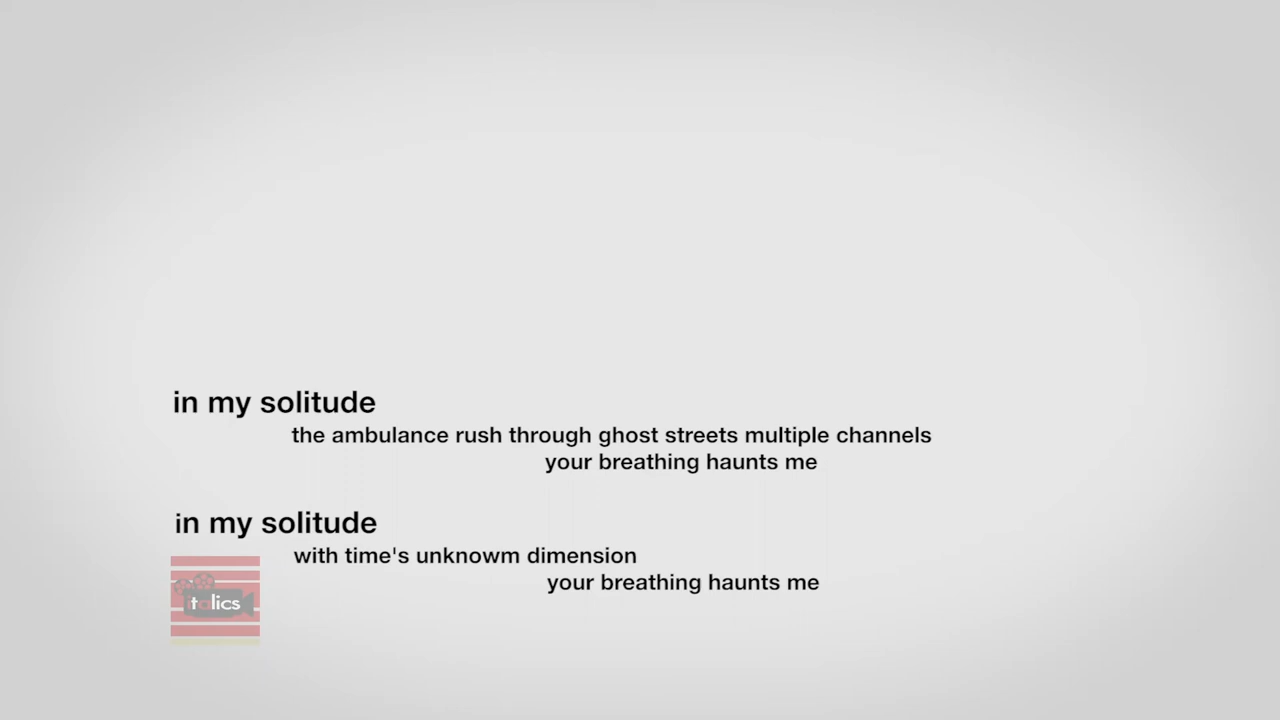 in my solitude
the ambulance rush through ghost streets multiple channels
your breathing haunts me
in my solitude
with time's unknowm dimension
your breathing haunts me
italics